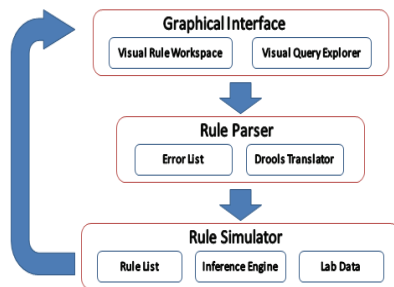 Graphical Interface
Visual Rule Workspace
Visual Query Explorer
Rule Parser
Error List
Drools Translator
Rule Simulator
Rule List
Inference Engine
Lab Data